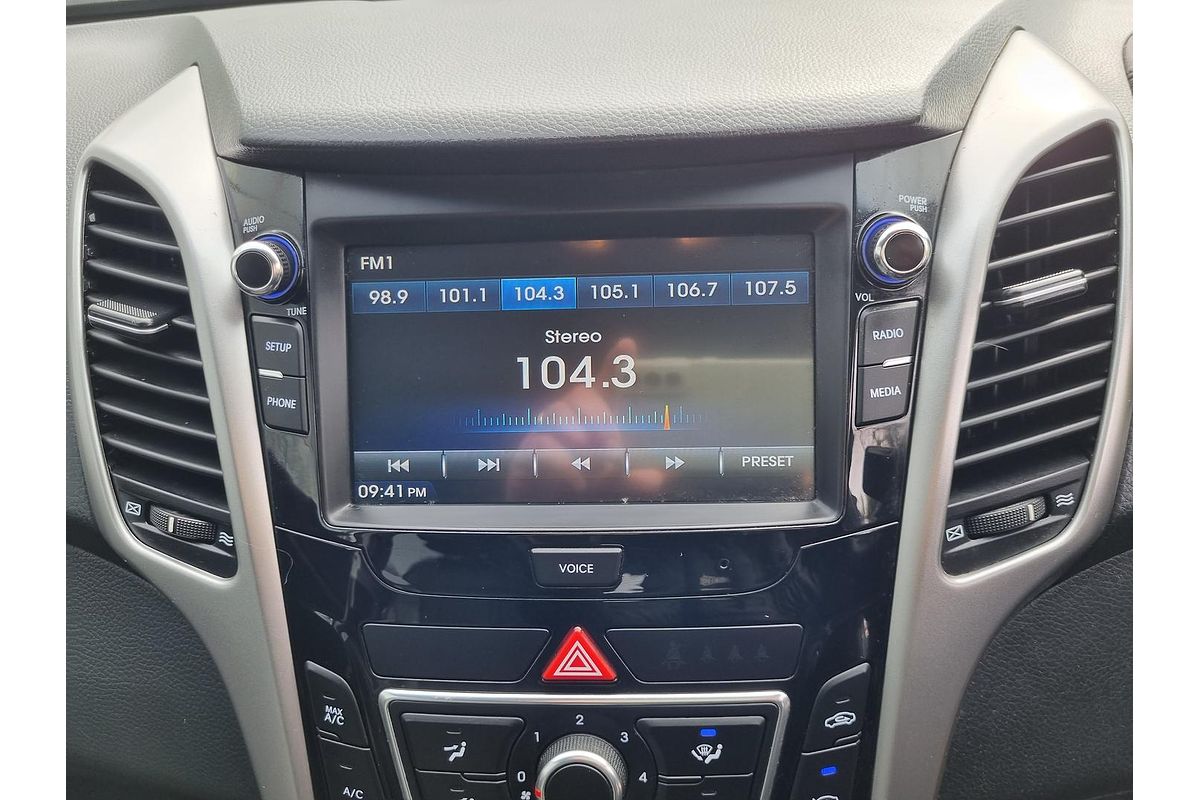 AUDIO
PUSH
POWER
PUSH
TUNE
VOL
FM1
98.9 101.1 104.3 105.1 106.7 107.5
Stereo
104.3
SETUP
PHONE
RADIO
MEDIA
PRESET
09:41 PM
VOICE
MAX
A/C
A/C
0 1 2 3 4